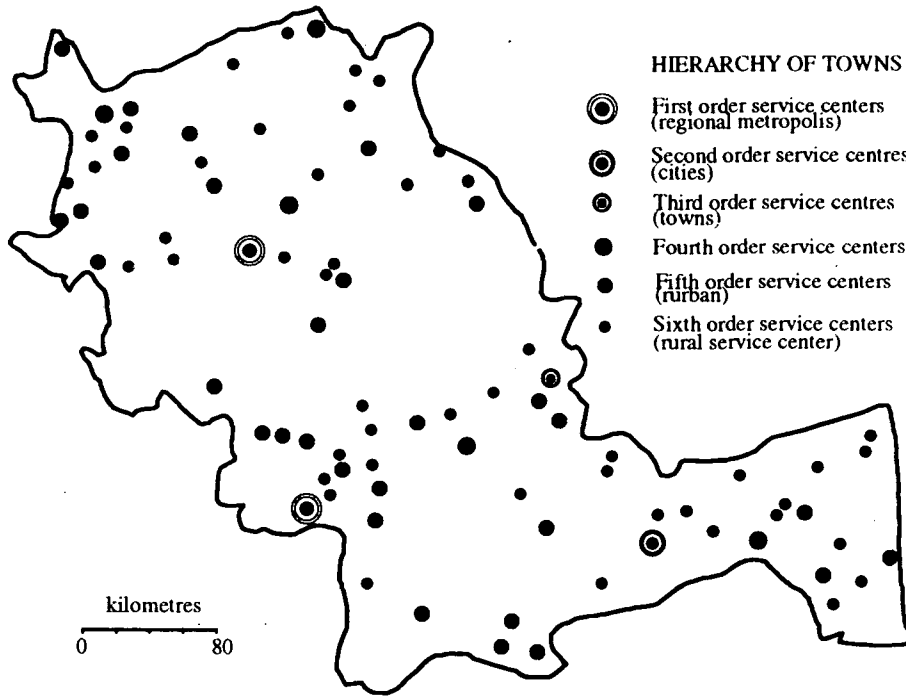 HIERARCHY OF TOWNS
First order service centers
(regional metropolis)
Second order service centres
(cities)
Third order service centres
(towns)
Fourth order service centers
Fifth order service centers
(rurban)
Sixth order service centers
(rural service center)
kilometres
0 80